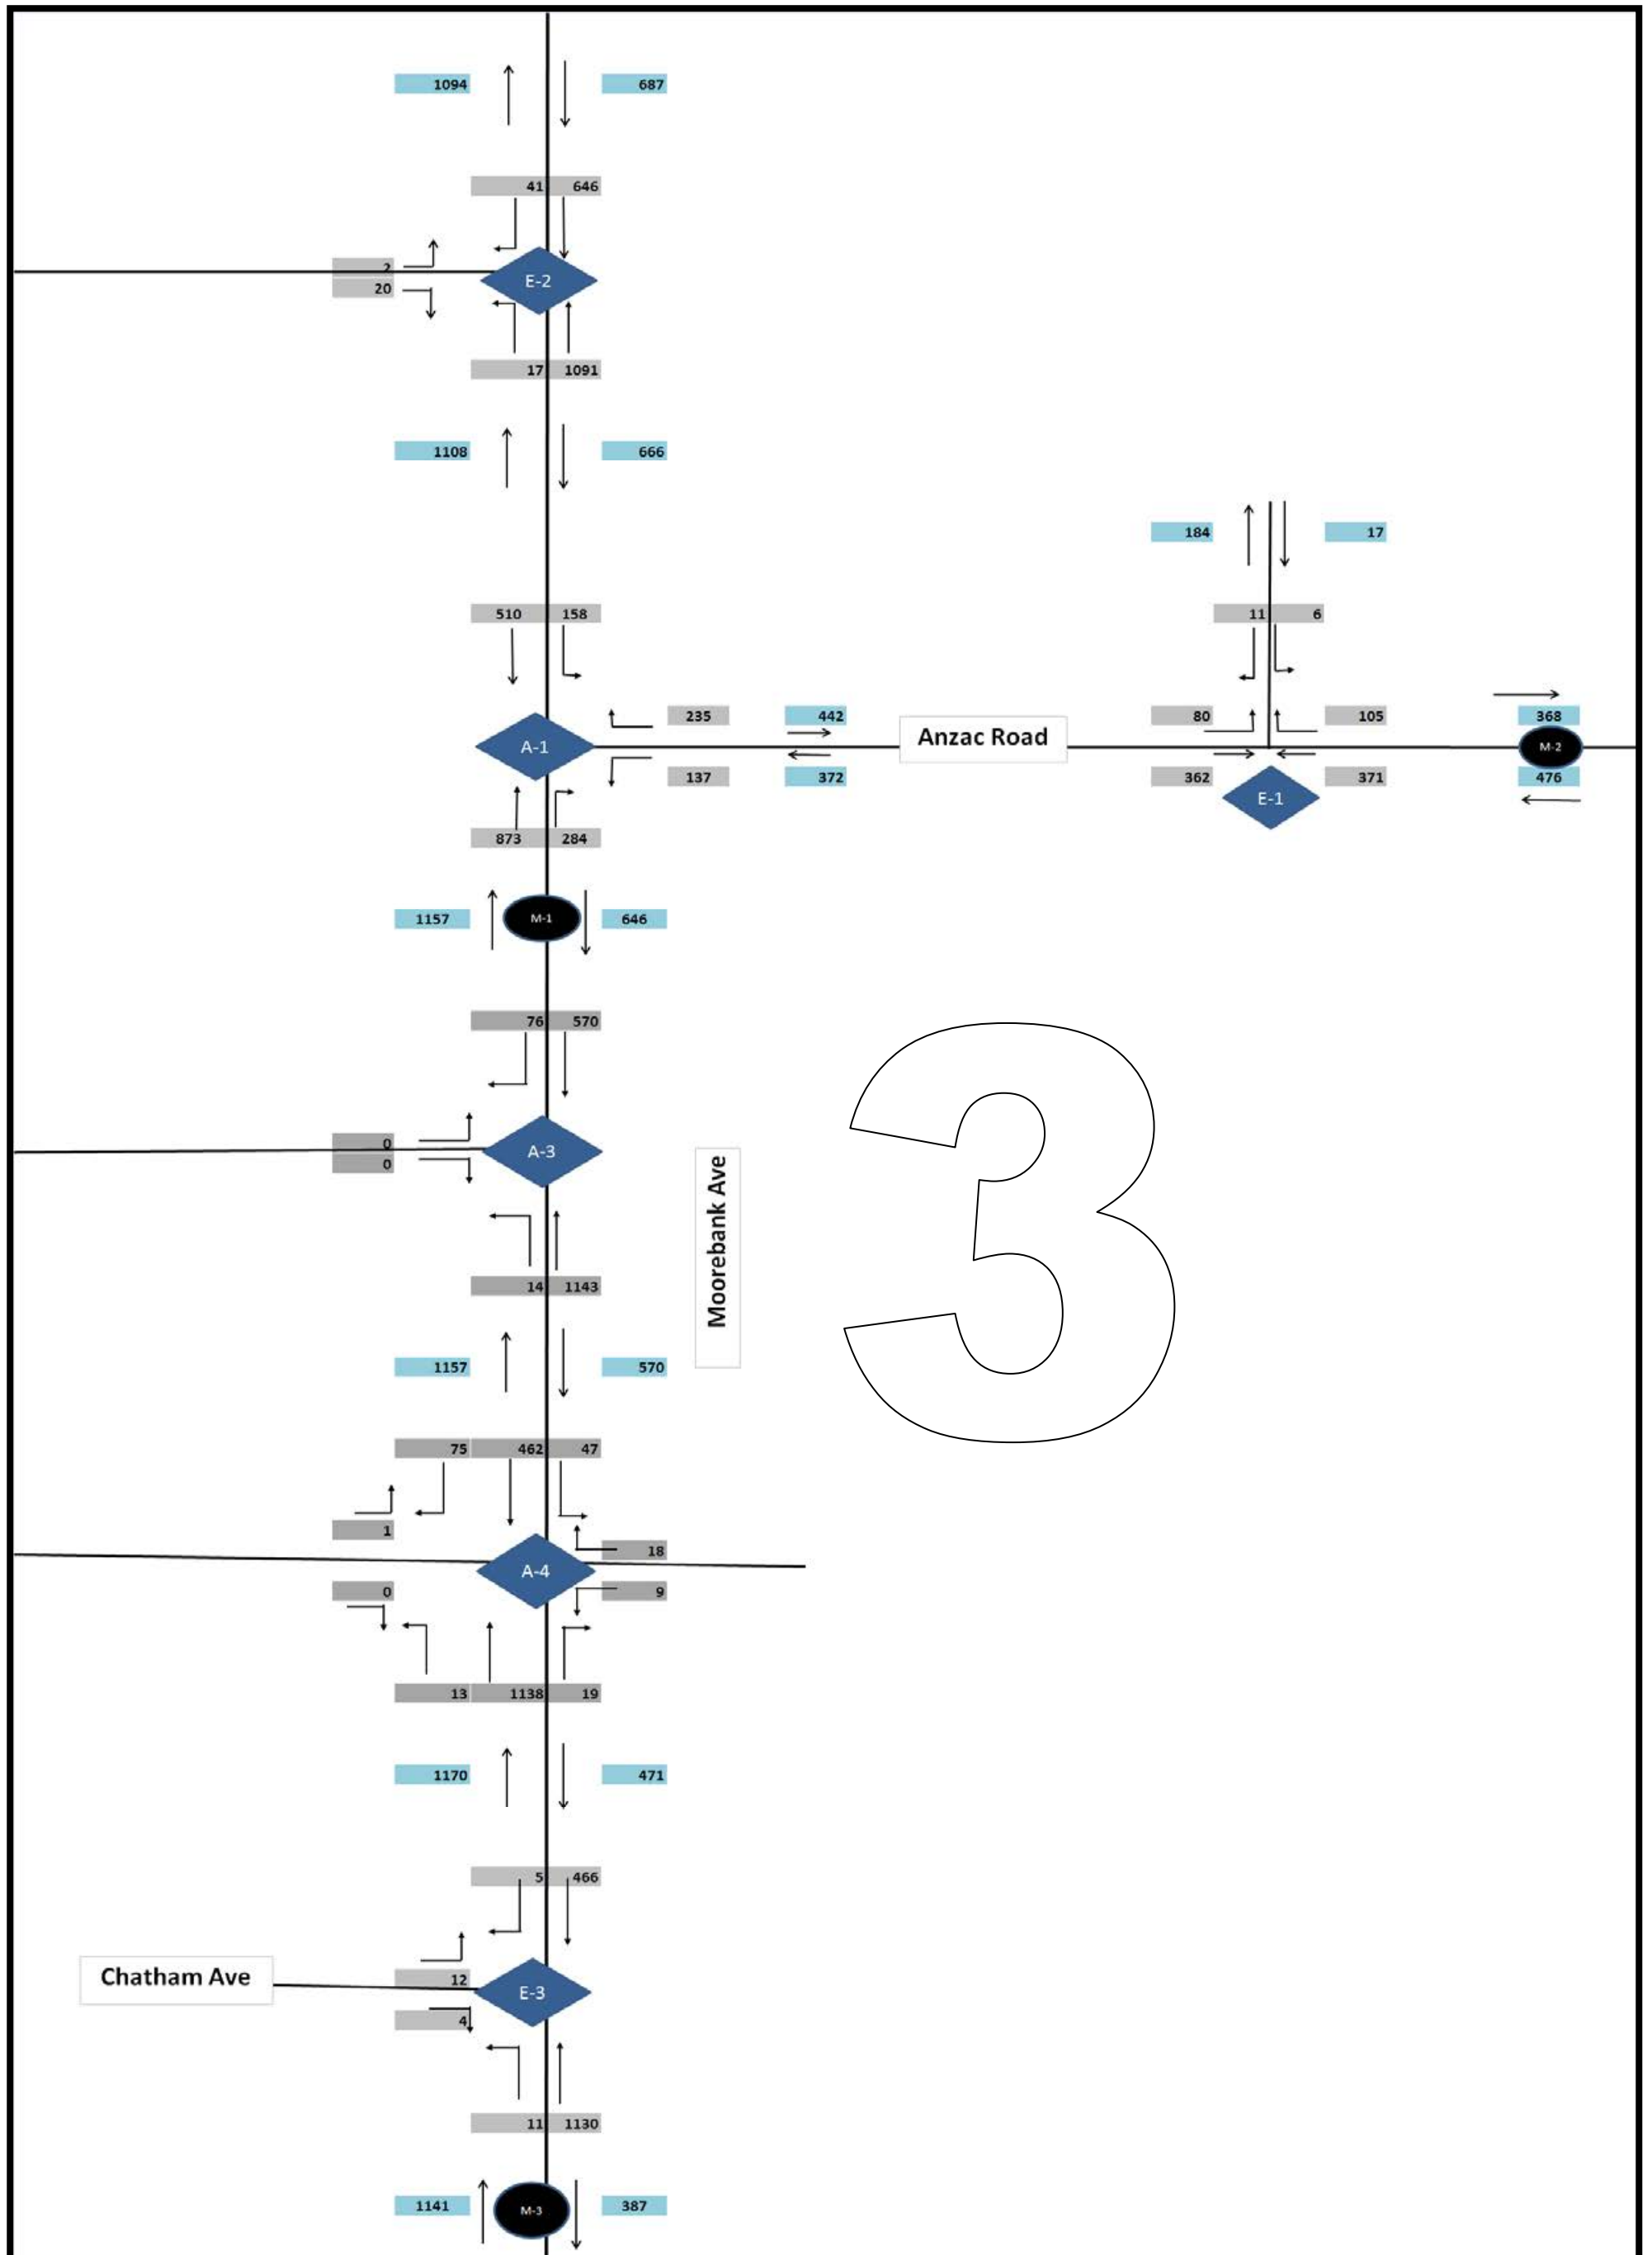 1094 687
41 646
2
E-2
20
17 1091
1108 666
184 17
510 158
11 6
235 442 80 105 368
A-1 Anzac Road M-2
137 372 362 371 476
E-1
873 284
1157 M-1 646
76 570
0
A-3
0
Moorebank Ave
3
14 1143
1157 570
75 462 47
1
18
A-4
0 9
13 1138 19
1170 471
5 466
Chatham Ave 12
E-3
4
11 1130
1141 M-3 387